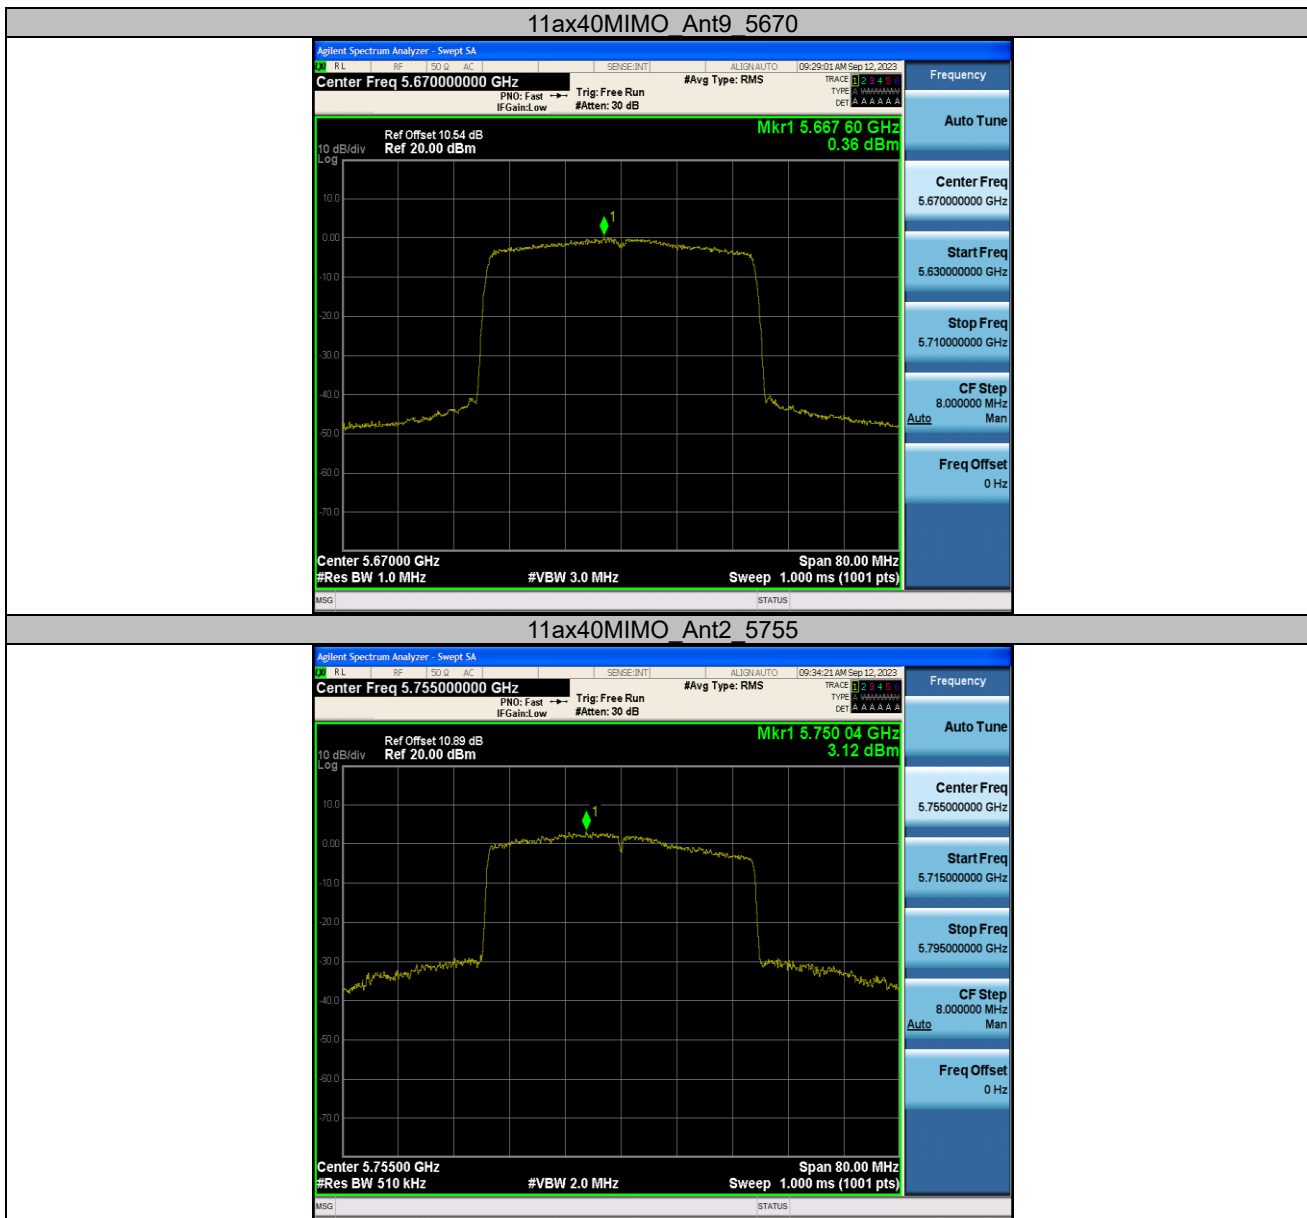 11ax40MIMO_Ant9_5670
Agilent Spectrum Analyzer - Swept SA
RL RF 50 Ω AC SENSE:INT ALIGN AUTO 09:29:01 AM Sep 12, 2023
Center Freq 5.670000000 GHz
PNO: Fast
IFGain:Low
Trig: Free Run
#Atten: 30 dB
#Avg Type: RMS
TRACE 1 2 3 4 5 6
TYPE A
DET A A A A A A
Frequency
Auto Tune
Mkr1 5.667 60 GHz
0.36 dBm
Ref Offset 10.54 dB
10 dB/div Ref 20.00 dBm
Log
10.0
0.00
-10.0
-20.0
-30.0
-40.0
-50.0
-60.0
-70.0
1
Center Freq
5.670000000 GHz
Start Freq
5.630000000 GHz
Stop Freq
5.710000000 GHz
CF Step
8.000000 MHz
Auto Man
Freq Offset
0 Hz
Center 5.67000 GHz Span 80.00 MHz
#Res BW 1.0 MHz #VBW 3.0 MHz Sweep 1.000 ms (1001 pts)
MSG STATUS
11ax40MIMO_Ant2_5755
Agilent Spectrum Analyzer - Swept SA
RL RF 50 Ω AC SENSE:INT ALIGN AUTO 09:34:21 AM Sep 12, 2023
Center Freq 5.755000000 GHz
PNO: Fast
IFGain:Low
Trig: Free Run
#Atten: 30 dB
#Avg Type: RMS
TRACE 1 2 3 4 5 6
TYPE A
DET A A A A A A
Frequency
Auto Tune
Mkr1 5.750 04 GHz
3.12 dBm
Ref Offset 10.89 dB
10 dB/div Ref 20.00 dBm
Log
10.0
0.00
-10.0
-20.0
-30.0
-40.0
-50.0
-60.0
-70.0
1
Center Freq
5.755000000 GHz
Start Freq
5.715000000 GHz
Stop Freq
5.795000000 GHz
CF Step
8.000000 MHz
Auto Man
Freq Offset
0 Hz
Center 5.75500 GHz Span 80.00 MHz
#Res BW 510 kHz #VBW 2.0 MHz Sweep 1.000 ms (1001 pts)
MSG STATUS